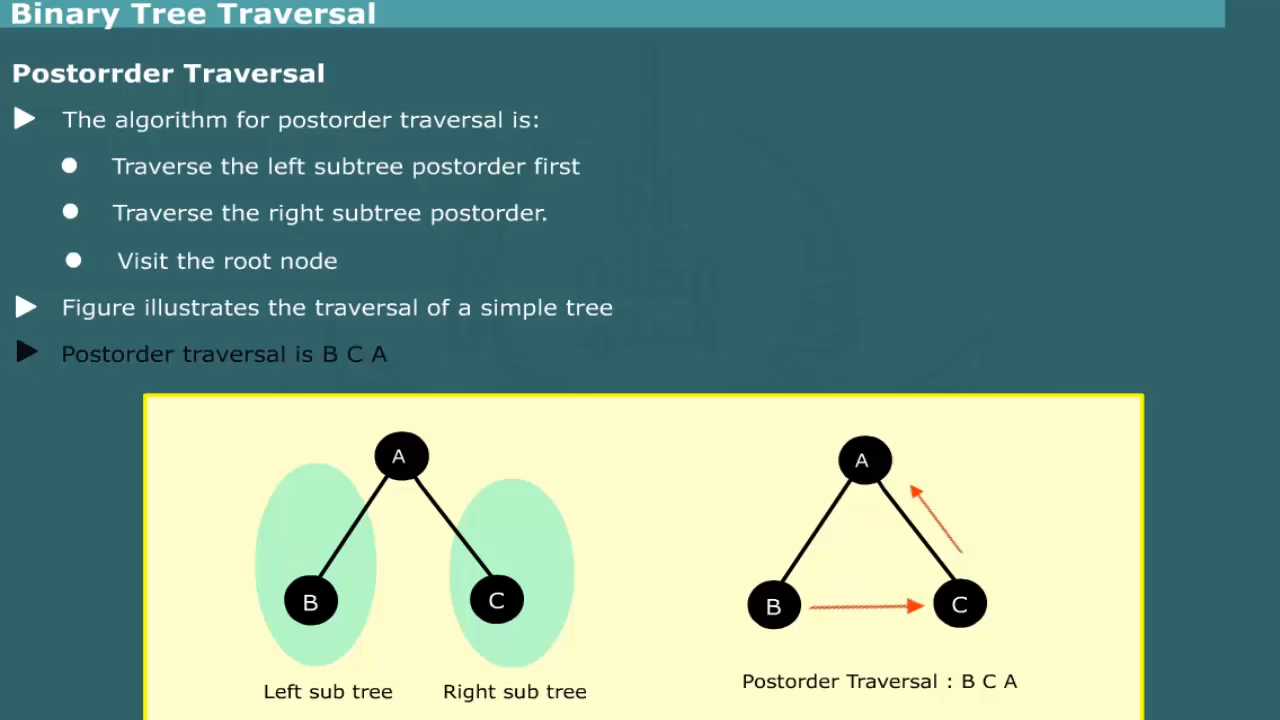 Binary Tree Traversal
Postorrder Traversal
The algorithm for postorder traversal is:
Traverse the left subtree postorder first
Traverse the right subtree postorder.
Visit the root node
Figure illustrates the traversal of a simple tree
Postorder traversal is B C A
A
B
C
Left sub tree
Right sub tree
A
B
C
Postorder Traversal : B C A